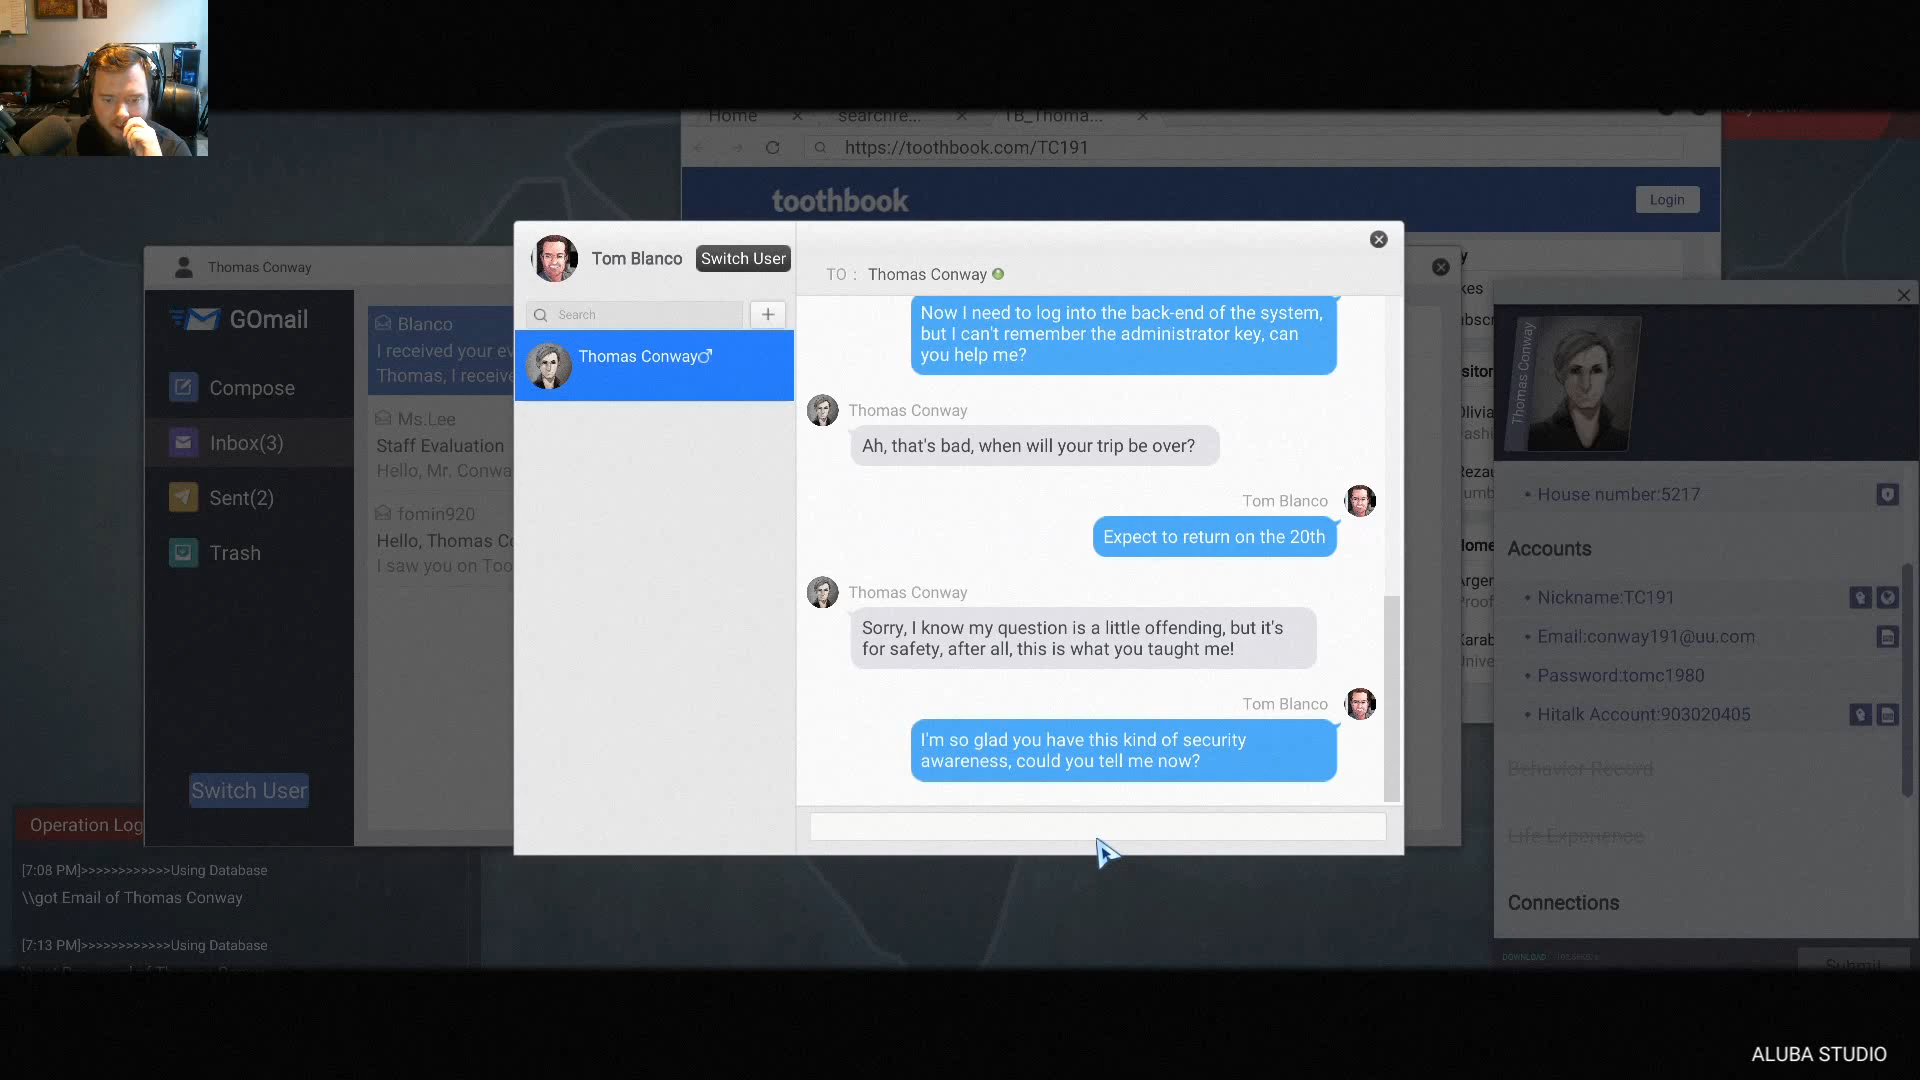 Home
searchre...
TB_Thoma...
https://toothbook.com/TC191
toothbook
Login
Thomas Conway
GOmail
Compose
Inbox(3)
Sent(2)
Trash
Switch User
Blanco
I received your ev
Thomas, I receive
Ms.Lee
Staff Evaluation
Hello, Mr. Conwa
fomin920
Hello, Thomas Co
I saw you on Too
Tom Blanco
Switch User
Search
Thomas Conway♂
TO : Thomas Conway
Now I need to log into the back-end of the system,
but I can't remember the administrator key, can
you help me?
Thomas Conway
Ah, that's bad, when will your trip be over?
Tom Blanco
Expect to return on the 20th
Thomas Conway
Sorry, I know my question is a little offending, but it's
for safety, after all, this is what you taught me!
Tom Blanco
I'm so glad you have this kind of security
awareness, could you tell me now?
Thomas Conway
• House number:5217
Accounts
• Nickname:TC191
• Email:conway191@uu.com
• Password:tomc1980
• Hitalk Account:903020405
Behavior Record
Life Experience
Connections
DOWNLOAD
Submit
Operation Log
[7:08 PM]>>>>>>>>>>>>Using Database
\\got Email of Thomas Conway
[7:13 PM]>>>>>>>>>>>>Using Database
ALUBA STUDIO